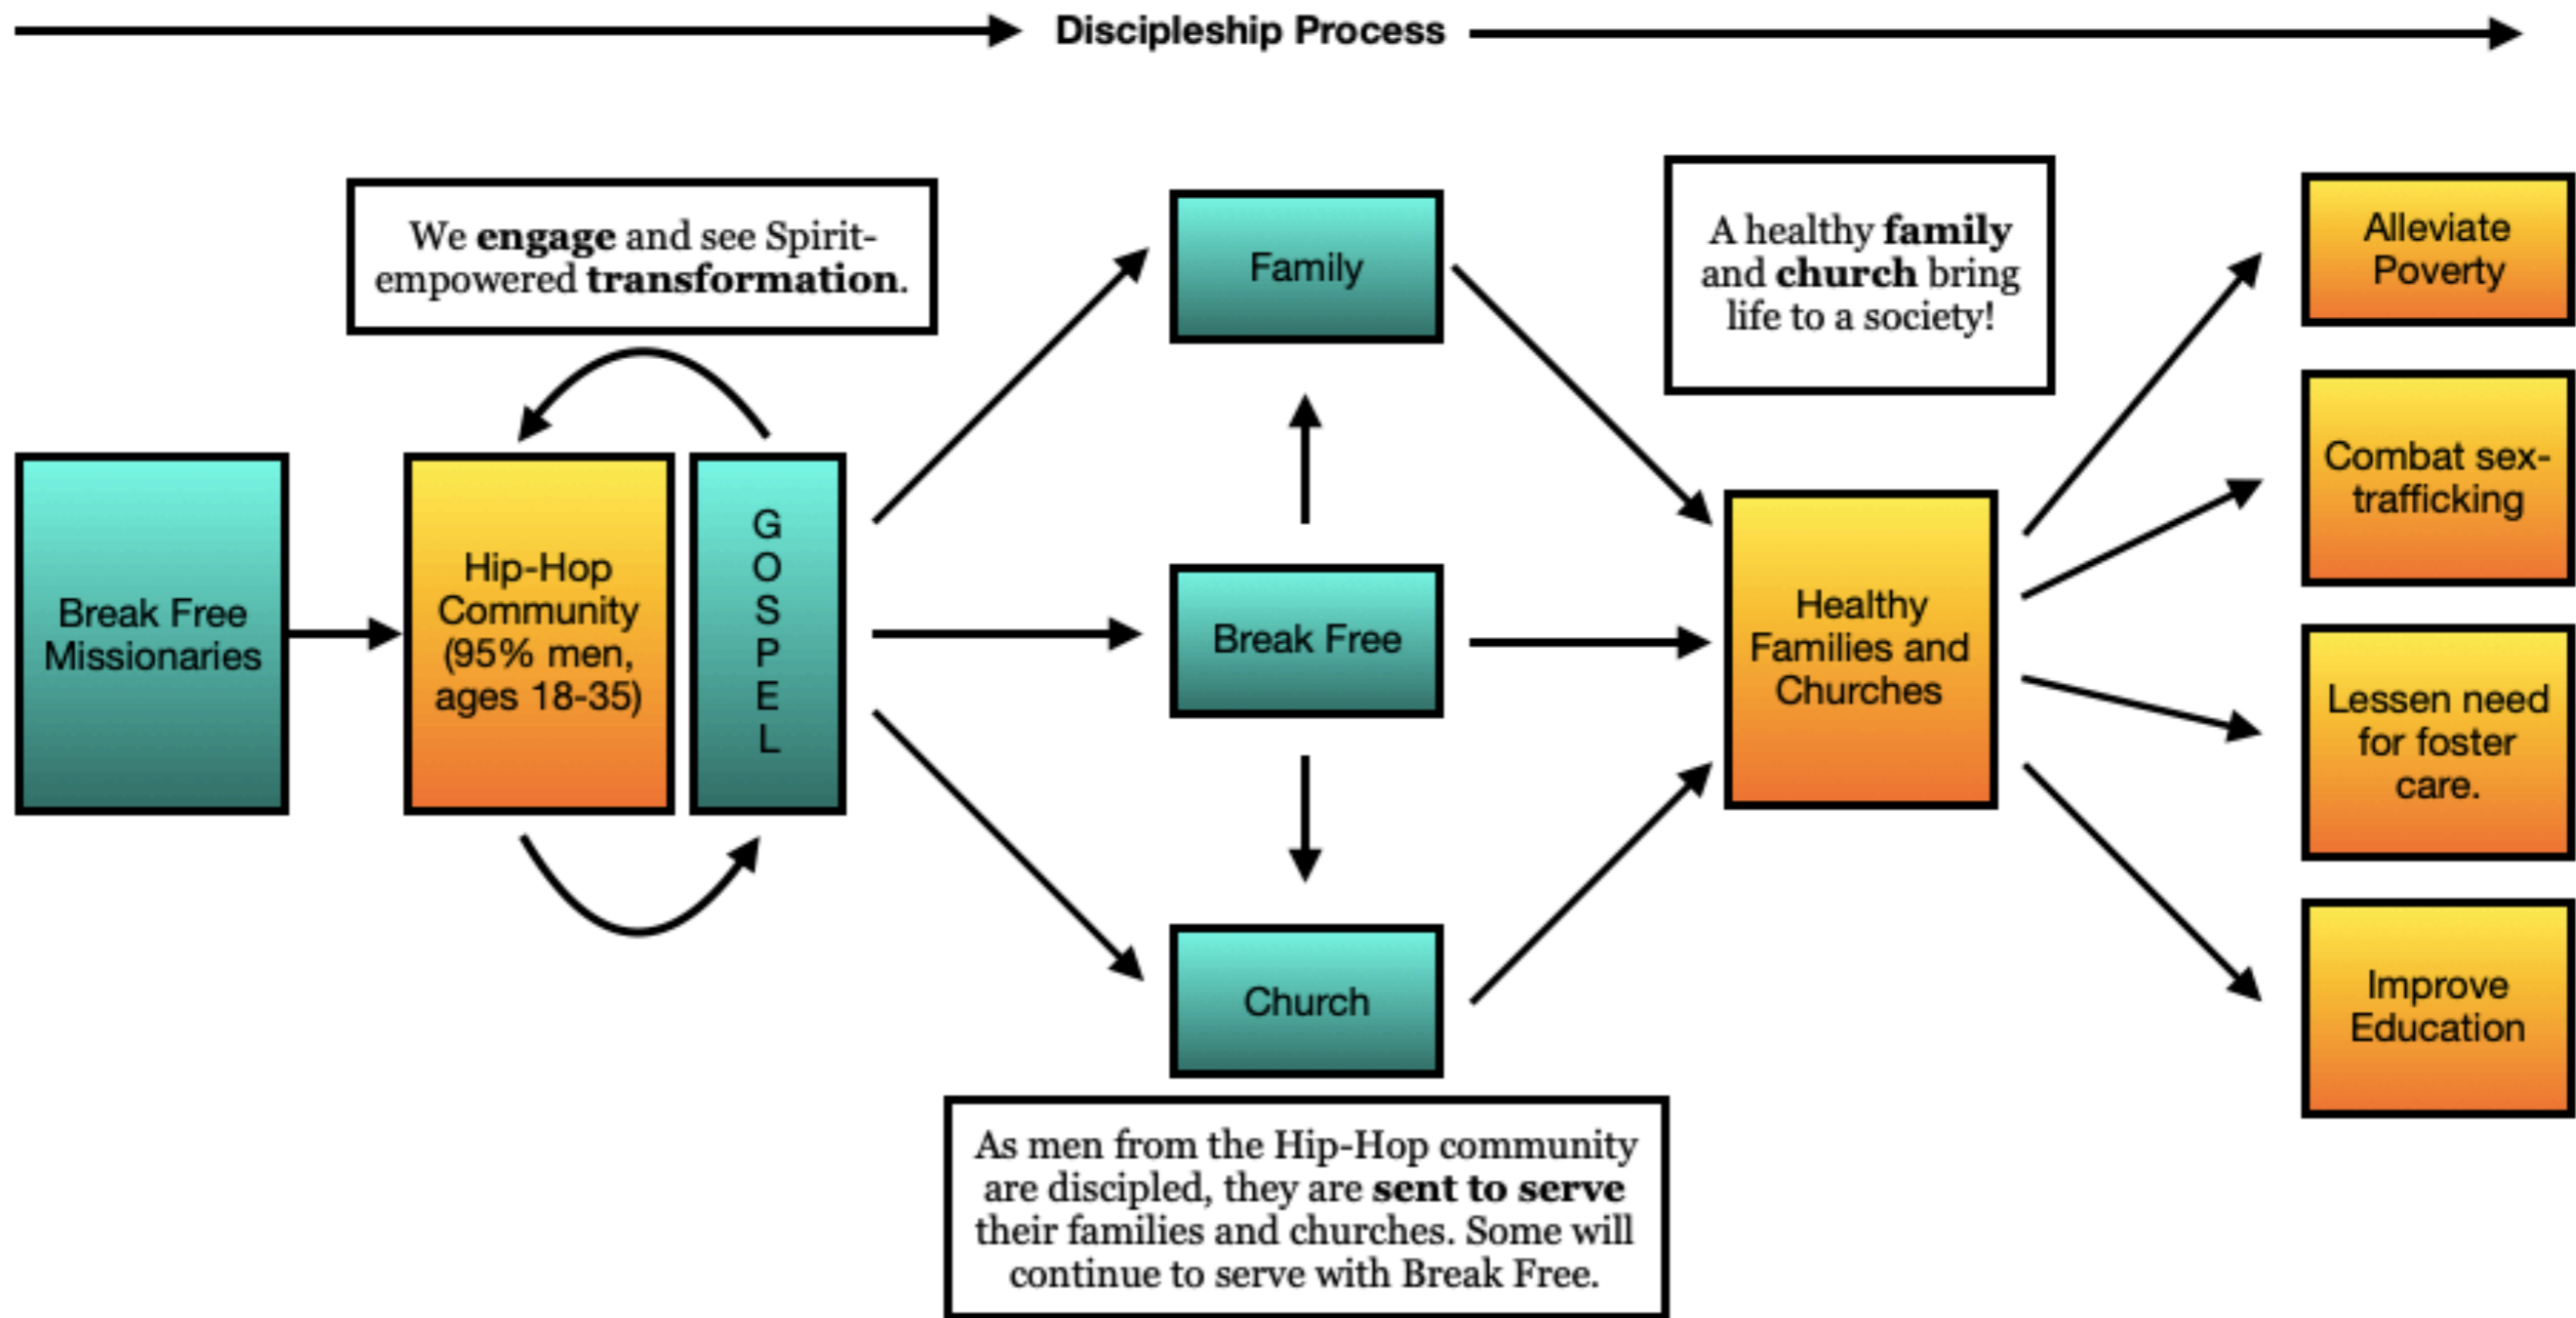 Discipleship Process
We engage and see Spirit-
empowered transformation.
Break Free
Missionaries
Hip-Hop
Community
(95% men,
ages 18-35)
G
O
S
P
E
L
Family
Break Free
Church
As men from the Hip-Hop community
are discipled, they are sent to serve
their families and churches. Some will
continue to serve with Break Free.
A healthy family
and church bring
life to a society!
Healthy
Families and
Churches
Alleviate
Poverty
Combat sex-
trafficking
Lessen need
for foster
care.
Improve
Education